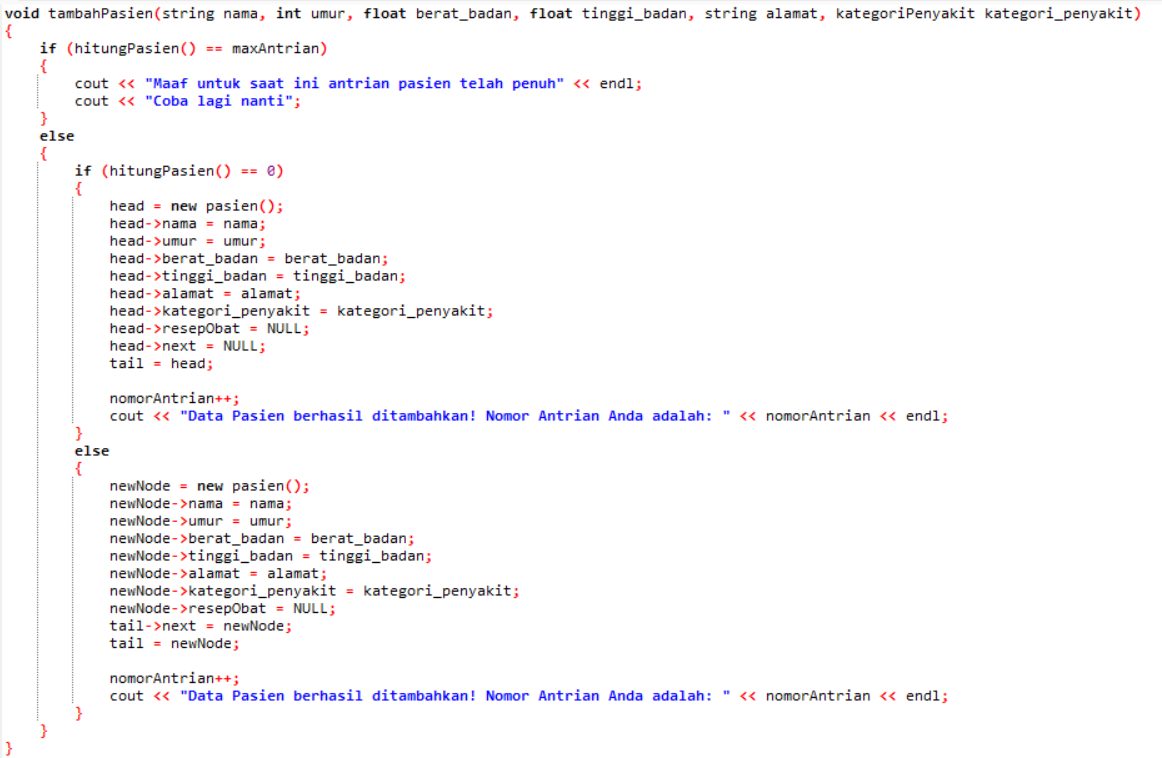 void tambahPasien(string nama, int umur, float berat_badan, float tinggi_badan, string alamat, kategoriPenyakit kategori_penyakit)
{
    if (hitungPasien() == maxAntrian)
    {
        cout << "Maaf untuk saat ini antrian pasien telah penuh" << endl;
        cout << "Coba lagi nanti";
    }
    else
    {
        if (hitungPasien() == 0)
        {
            head = new pasien();
            head->nama = nama;
            head->umur = umur;
            head->berat_badan = berat_badan;
            head->tinggi_badan = tinggi_badan;
            head->alamat = alamat;
            head->kategori_penyakit = kategori_penyakit;
            head->resepObat = NULL;
            head->next = NULL;
            tail = head;

            nomorAntrian++;
            cout << "Data Pasien berhasil ditambahkan! Nomor Antrian Anda adalah: " << nomorAntrian << endl;
        }
        else
        {
            newNode = new pasien();
            newNode->nama = nama;
            newNode->umur = umur;
            newNode->berat_badan = berat_badan;
            newNode->tinggi_badan = tinggi_badan;
            newNode->alamat = alamat;
            newNode->kategori_penyakit = kategori_penyakit;
            newNode->resepObat = NULL;
            tail->next = newNode;
            tail = newNode;

            nomorAntrian++;
            cout << "Data Pasien berhasil ditambahkan! Nomor Antrian Anda adalah: " << nomorAntrian << endl;
        }
    }
}